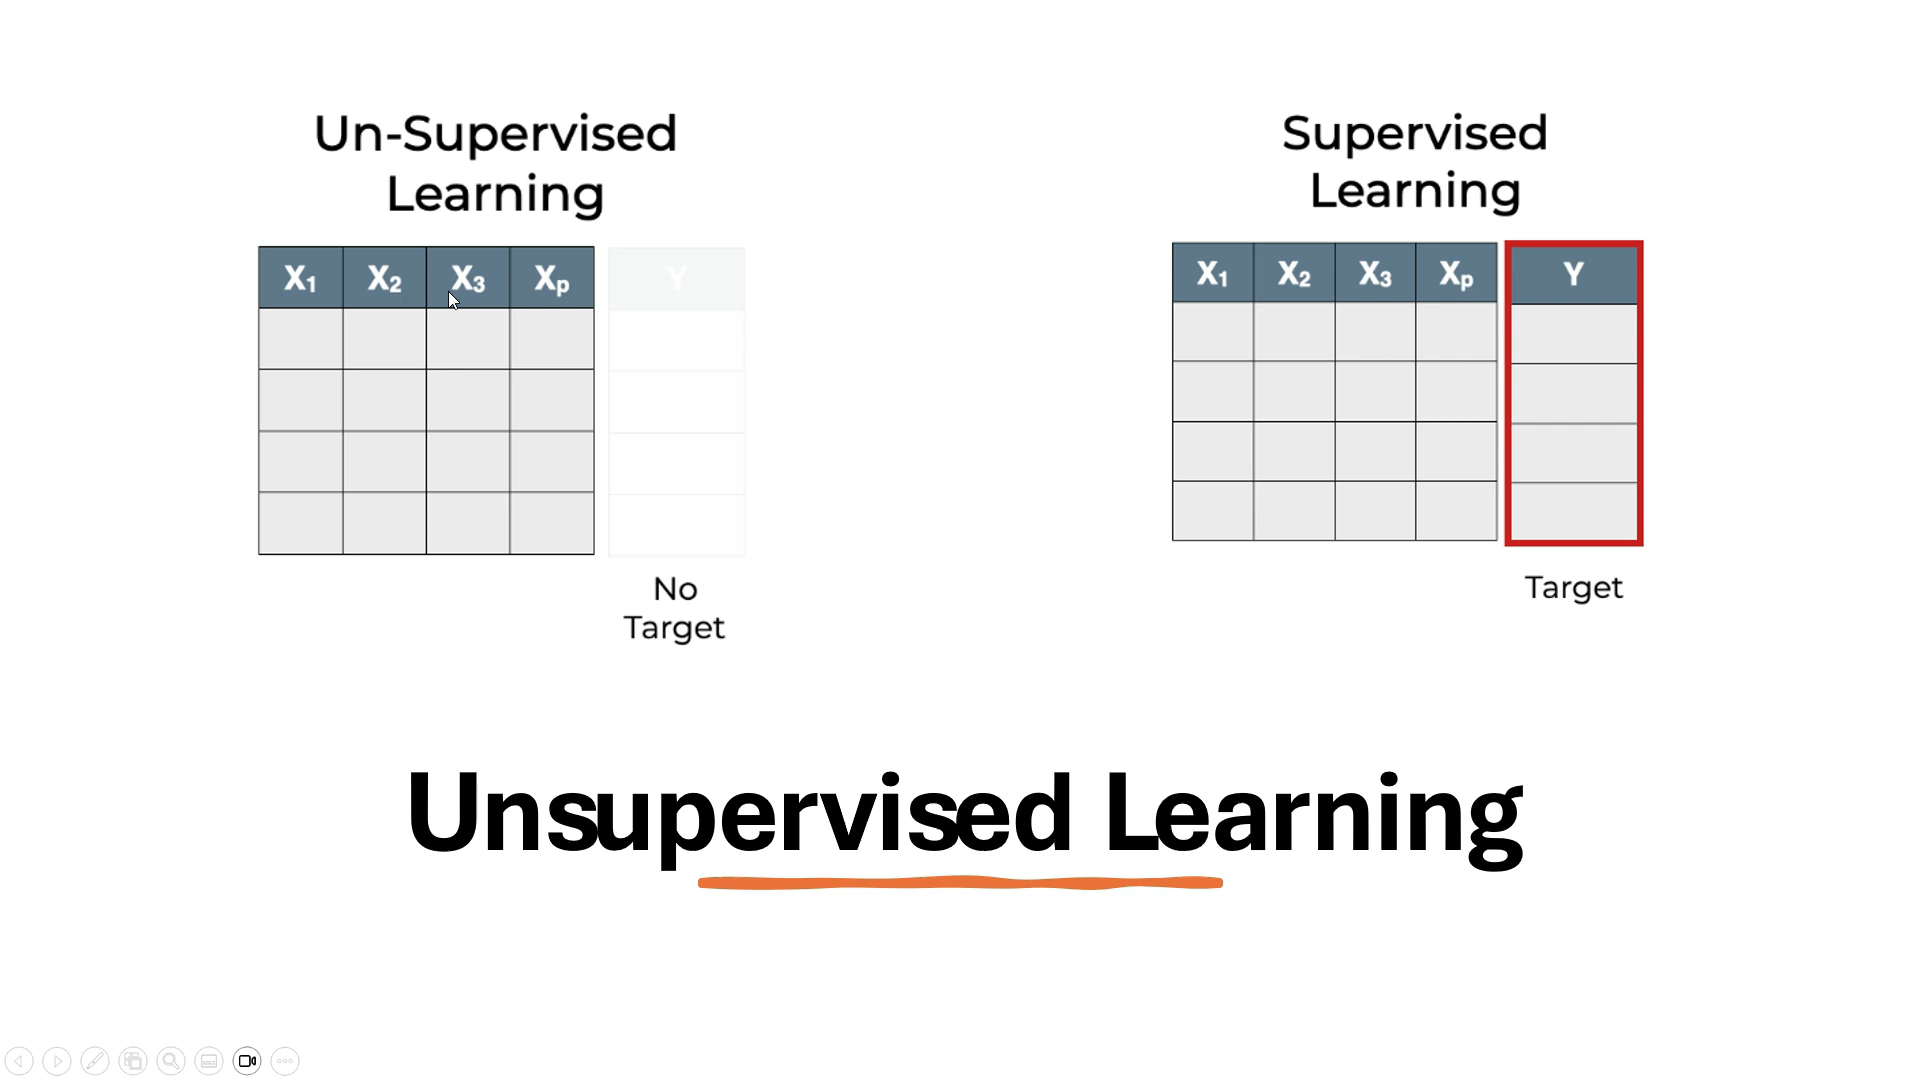 Un-Supervised
Learning
X₁ X₂ X₃ Xₚ Y
No
Target
Supervised
Learning
X₁ X₂ X₃ Xₚ Y
Target
Unsupervised Learning